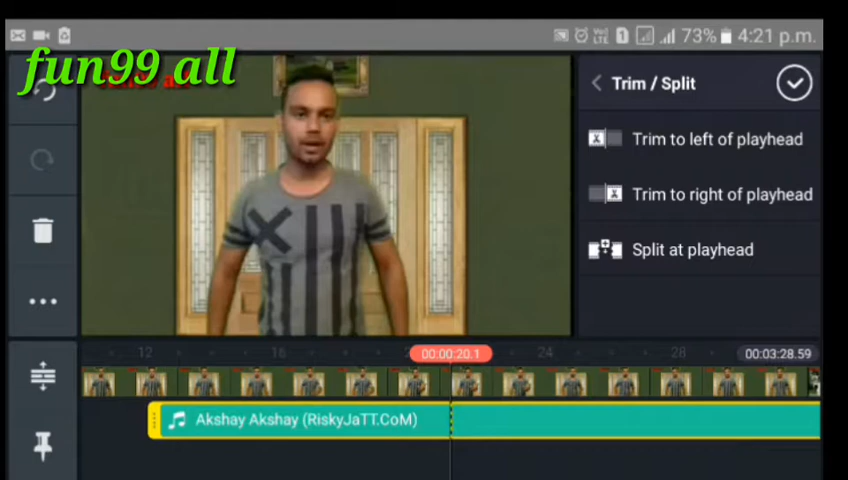 1 73% 4:21 p.m.
fun99 all
Trim / Split
Trim to left of playhead
Trim to right of playhead
Split at playhead
12 16 00:00:20.1 24 28 00:03:28.59
Akshay Akshay (RiskyJaTT.CoM)